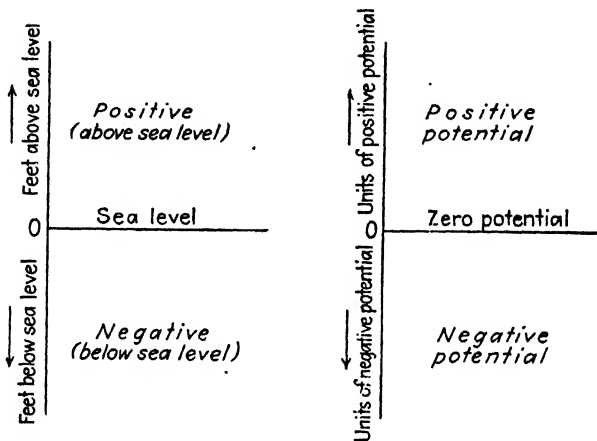 Feet above sea level
Positive
(above sea level)
Sea level
0
Feet below sea level
Negative
(below sea level)
Units of positive potential
Positive
potential
Zero potential
0
Units of negative potential
Negative
potential